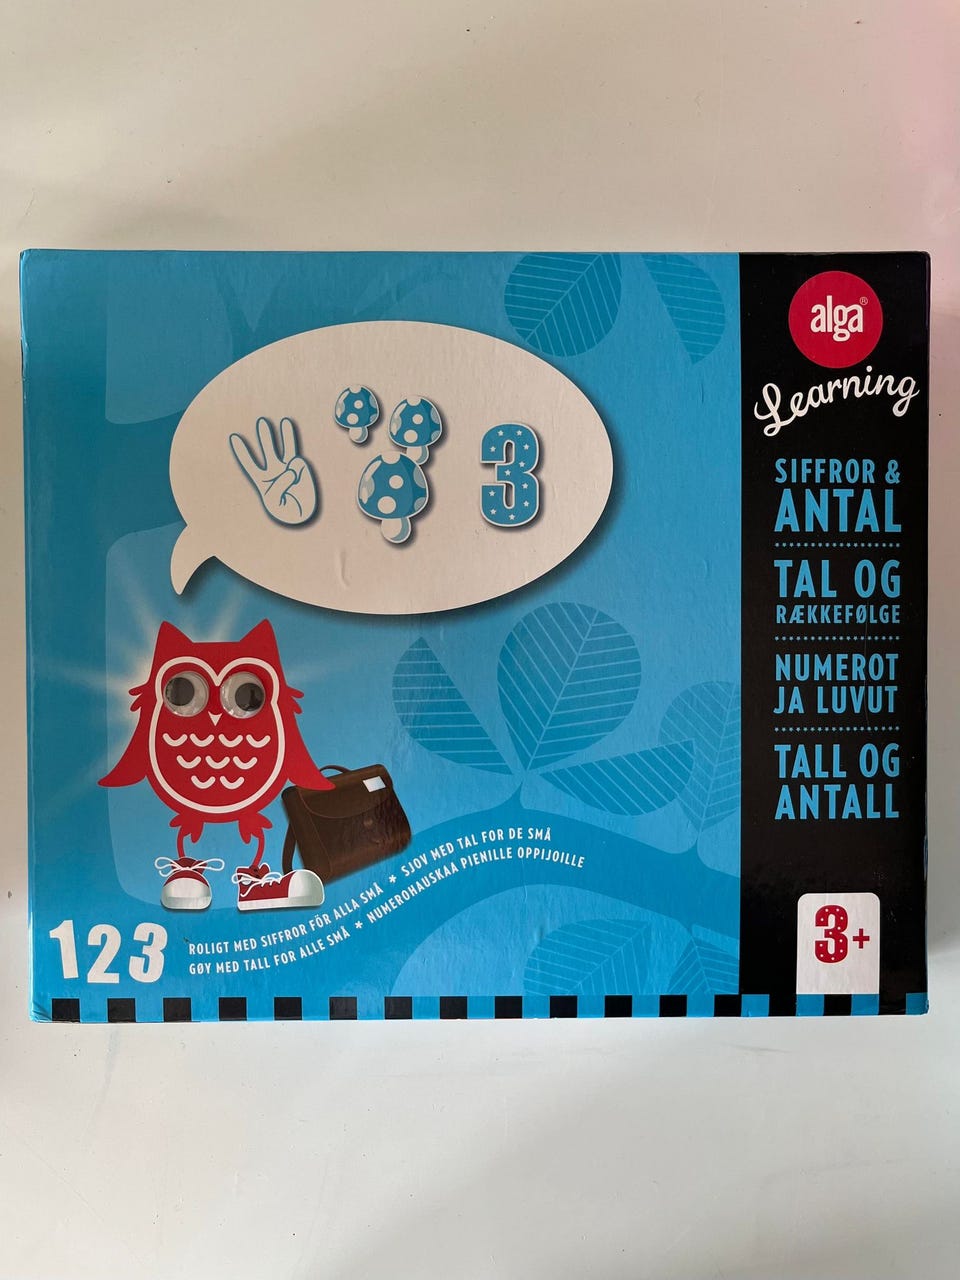 3
alga®
Learning
SIFFROR &
ANTAL
TAL OG
RÆKKEFØLGE
NUMEROT
JA LUVUT
TALL OG
ANTALL
3+
123
ROLIGT MED SIFFROR FÖR ALLA SMÅ * SJOV MED TAL FOR DE SMÅ
GØY MED TALL FOR ALLE SMÅ * NUMEROHAUSKAA PIENILLE OPPIJOILLE